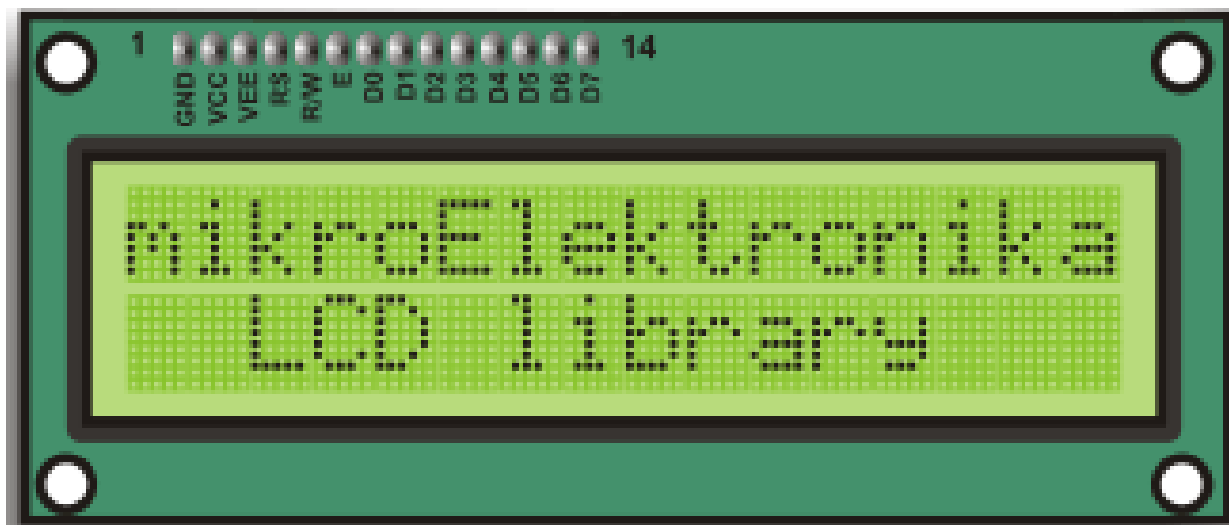 1 14
GND VCC VEE RS R/W E D0 D1 D2 D3 D4 D5 D6 D7
mikroElektronika
LCD library